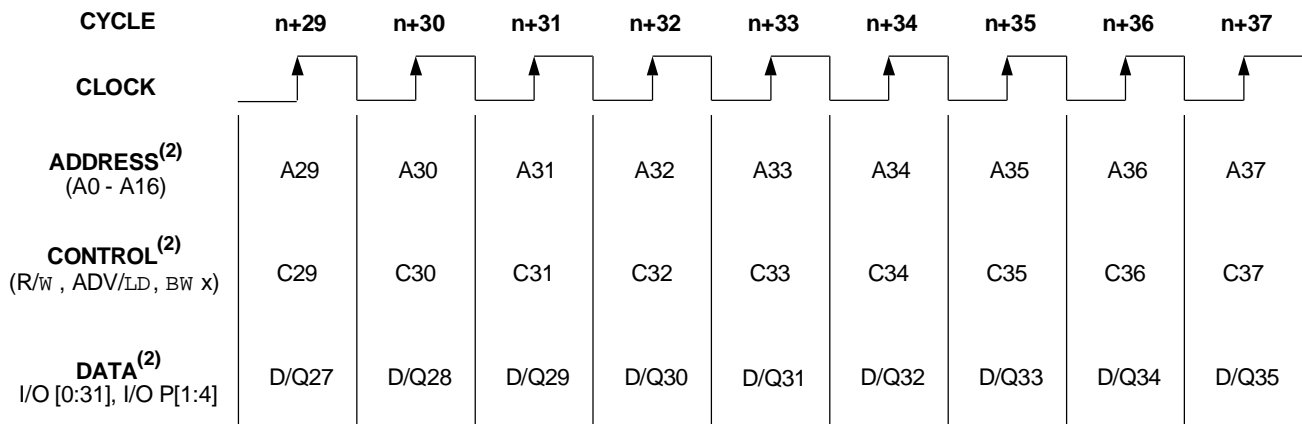 CYCLE n+29 n+30 n+31 n+32 n+33 n+34 n+35 n+36 n+37
CLOCK
ADDRESS(2)
(A0 - A16) A29 A30 A31 A32 A33 A34 A35 A36 A37
CONTROL(2)
(R/W , ADV/LD, BW x) C29 C30 C31 C32 C33 C34 C35 C36 C37
DATA(2)
I/O [0:31], I/O P[1:4] D/Q27 D/Q28 D/Q29 D/Q30 D/Q31 D/Q32 D/Q33 D/Q34 D/Q35